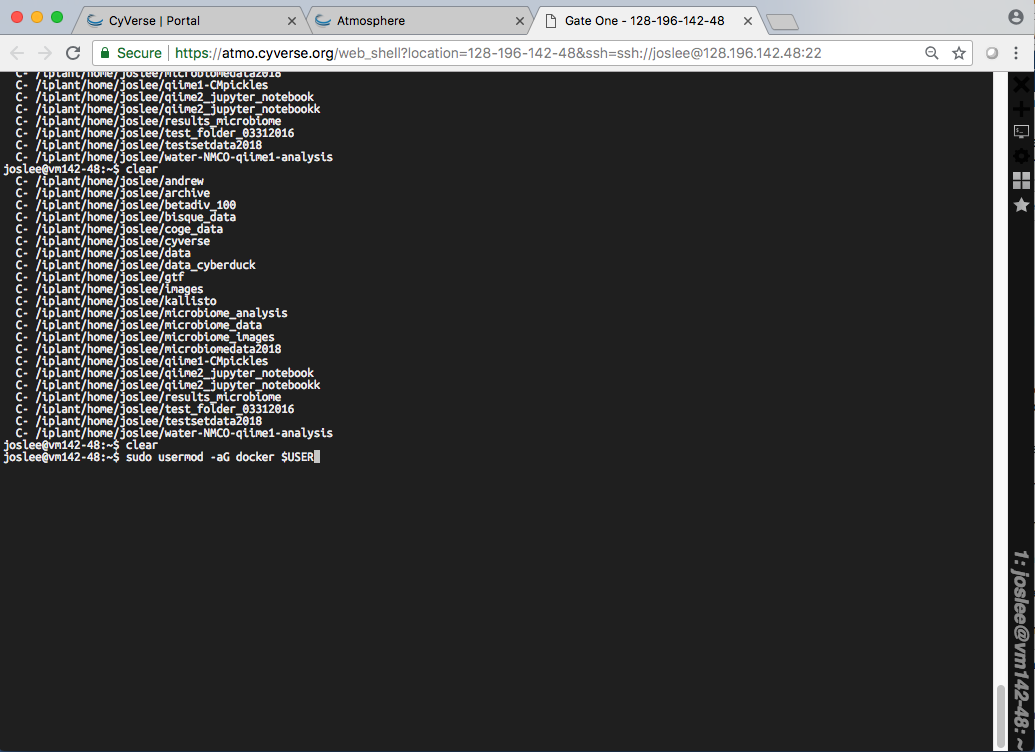 CyVerse | Portal
Atmosphere
Gate One - 128-196-142-48
Secure
https://atmo.cyverse.org/web_shell?location=128-196-142-48&ssh=ssh://joslee@128.196.142.48:22
C- /iplant/home/joslee/microbiomedata2018
C- /iplant/home/joslee/qiime1-CMpickles
C- /iplant/home/joslee/qiime2_jupyter_notebook
C- /iplant/home/joslee/qiime2_jupyter_notebookk
C- /iplant/home/joslee/results_microbiome
C- /iplant/home/joslee/test_folder_03312016
C- /iplant/home/joslee/testsetdata2018
C- /iplant/home/joslee/water-NMCO-qiime1-analysis
joslee@vm142-48:~$ clear
C- /iplant/home/joslee/andrew
C- /iplant/home/joslee/archive
C- /iplant/home/joslee/betadiv_100
C- /iplant/home/joslee/bisque_data
C- /iplant/home/joslee/coge_data
C- /iplant/home/joslee/cyverse
C- /iplant/home/joslee/data
C- /iplant/home/joslee/data_cyberduck
C- /iplant/home/joslee/gtf
C- /iplant/home/joslee/images
C- /iplant/home/joslee/kallisto
C- /iplant/home/joslee/microbiome_analysis
C- /iplant/home/joslee/microbiome_data
C- /iplant/home/joslee/microbiome_images
C- /iplant/home/joslee/microbiomedata2018
C- /iplant/home/joslee/qiime1-CMpickles
C- /iplant/home/joslee/qiime2_jupyter_notebook
C- /iplant/home/joslee/qiime2_jupyter_notebookk
C- /iplant/home/joslee/results_microbiome
C- /iplant/home/joslee/test_folder_03312016
C- /iplant/home/joslee/testsetdata2018
C- /iplant/home/joslee/water-NMCO-qiime1-analysis
joslee@vm142-48:~$ clear
joslee@vm142-48:~$ sudo usermod -aG docker $USER
1: joslee@vm142-48: ~